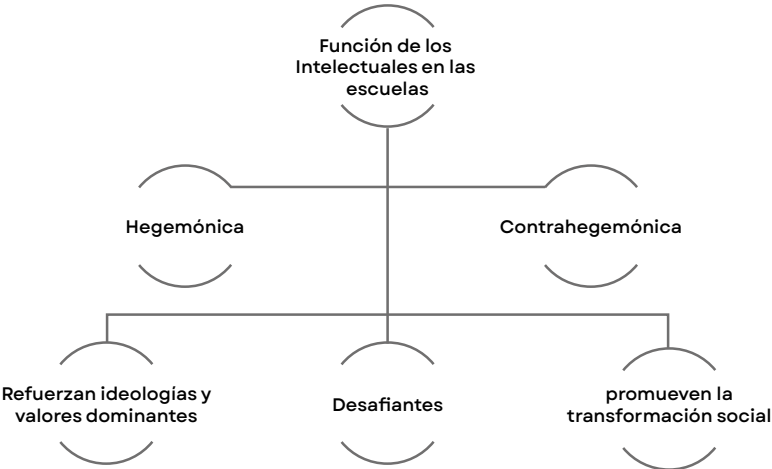 Función de los
Intelectuales en las
escuelas
Hegemónica
Contrahegemónica
Refuerzan ideologías y
valores dominantes
Desafiantes
promueven la
transformación social